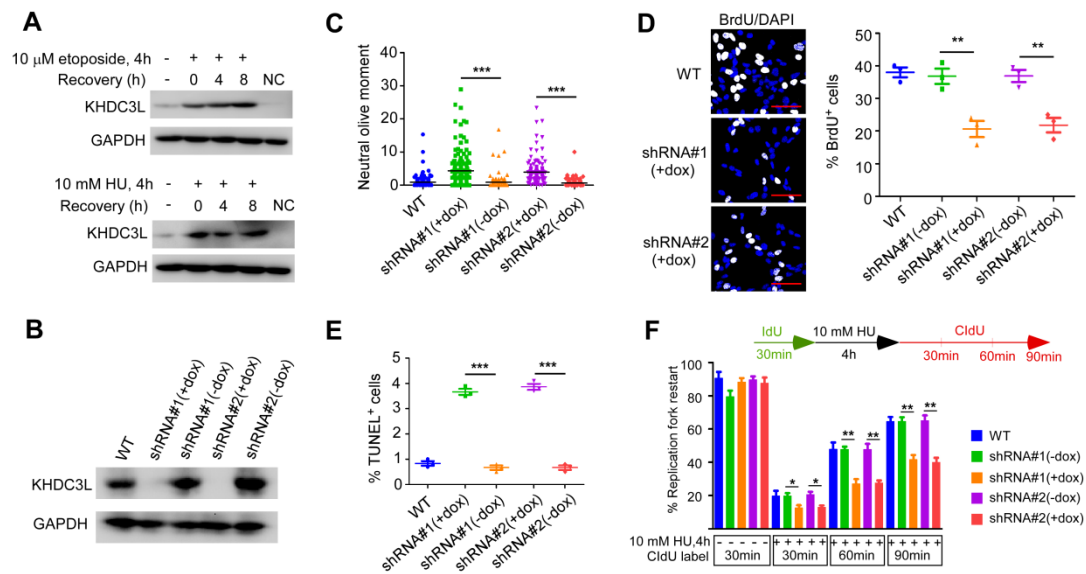 A
10 μM etoposide, 4h - + + +
Recovery (h) - 0 4 8 NC
KHDC3L
GAPDH
10 mM HU, 4h - + + +
Recovery (h) - 0 4 8 NC
KHDC3L
GAPDH
B
WT shRNA#1(+dox) shRNA#1(-dox) shRNA#2(+dox) shRNA#2(-dox)
KHDC3L
GAPDH
C
Neutral olive moment
40
30
20
10
0
*** ***
WT shRNA#1(+dox) shRNA#1(-dox) shRNA#2(+dox) shRNA#2(-dox)
D
BrdU/DAPI
WT
shRNA#1
(+dox)
shRNA#2
(+dox)
% BrdU+ cells
50
40
30
20
10
0
** **
WT shRNA#1(-dox) shRNA#1(+dox) shRNA#2(-dox) shRNA#2(+dox)
E
% TUNEL+ cells
5
4
3
2
1
0
*** ***
WT shRNA#1(+dox) shRNA#1(-dox) shRNA#2(+dox) shRNA#2(-dox)
F
IdU 10 mM HU CldU
30min 4h 30min 60min 90min
% Replication fork restart
100
80
60
40
20
* * ** ** ** **
WT
shRNA#1(-dox)
shRNA#1(+dox)
shRNA#2(-dox)
shRNA#2(+dox)
10 mM HU,4h - - - - - + + + + + + + + + + + + + + +
CldU label 30min 30min 60min 90min